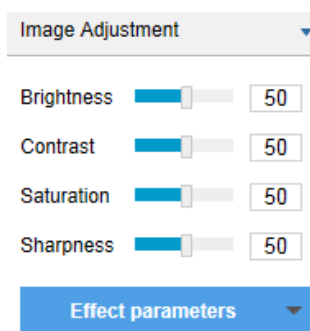 Image Adjustment
Brightness 50
Contrast 50
Saturation 50
Sharpness 50
Effect parameters